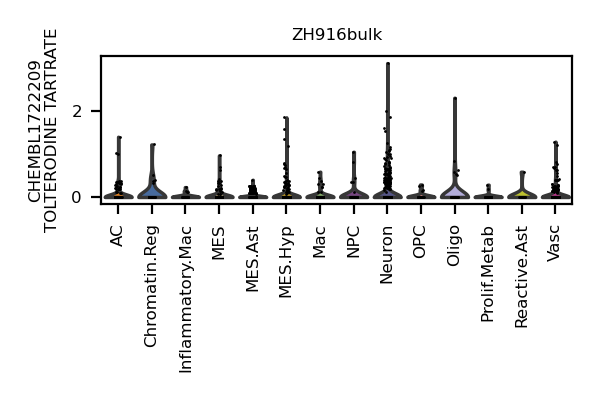 ZH916bulk
CHEMBL1722209
TOLTERODINE TARTRATE
2
0
AC
Chromatin.Reg
Inflammatory.Mac
MES
MES.Ast
MES.Hyp
Mac
NPC
Neuron
OPC
Oligo
Prolif.Metab
Reactive.Ast
Vasc